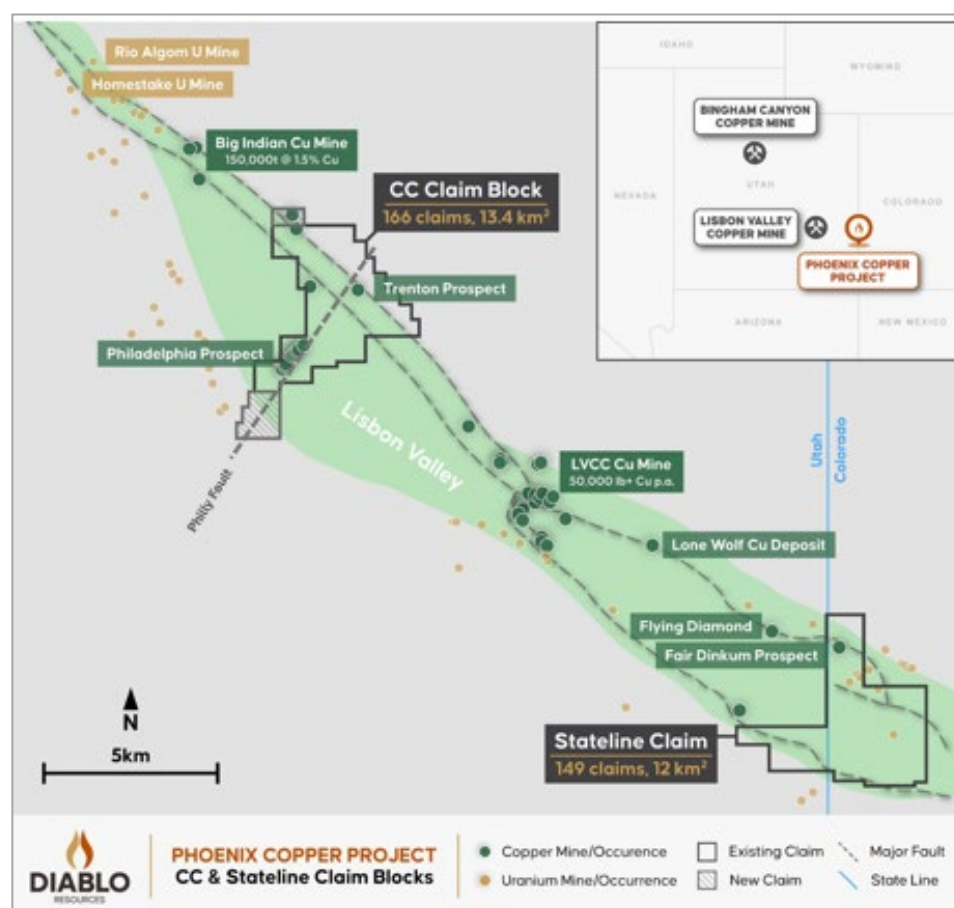 Rio Algom U Mine
Homestake U Mine
Big Indian Cu Mine
150,000t @ 1.5% Cu
CC Claim Block
166 claims, 13.4 km²
Trenton Prospect
Philadelphia Prospect
Lisbon Valley
Philly Fault
LVCC Cu Mine
50,000 lb+ Cu p.a.
Lone Wolf Cu Deposit
Flying Diamond
Fair Dinkum Prospect
Stateline Claim
149 claims, 12 km²
Utah
Colorado
N
5km
IDAHO
WYOMING
BINGHAM CANYON
COPPER MINE
NEVADA
UTAH
COLORADO
LISBON VALLEY
COPPER MINE
PHOENIX COPPER
PROJECT
ARIZONA
NEW MEXICO
DIABLO
RESOURCES
PHOENIX COPPER PROJECT
CC & Stateline Claim Blocks
Copper Mine/Occurence
Uranium Mine/Occurrence
Existing Claim
New Claim
Major Fault
State Line